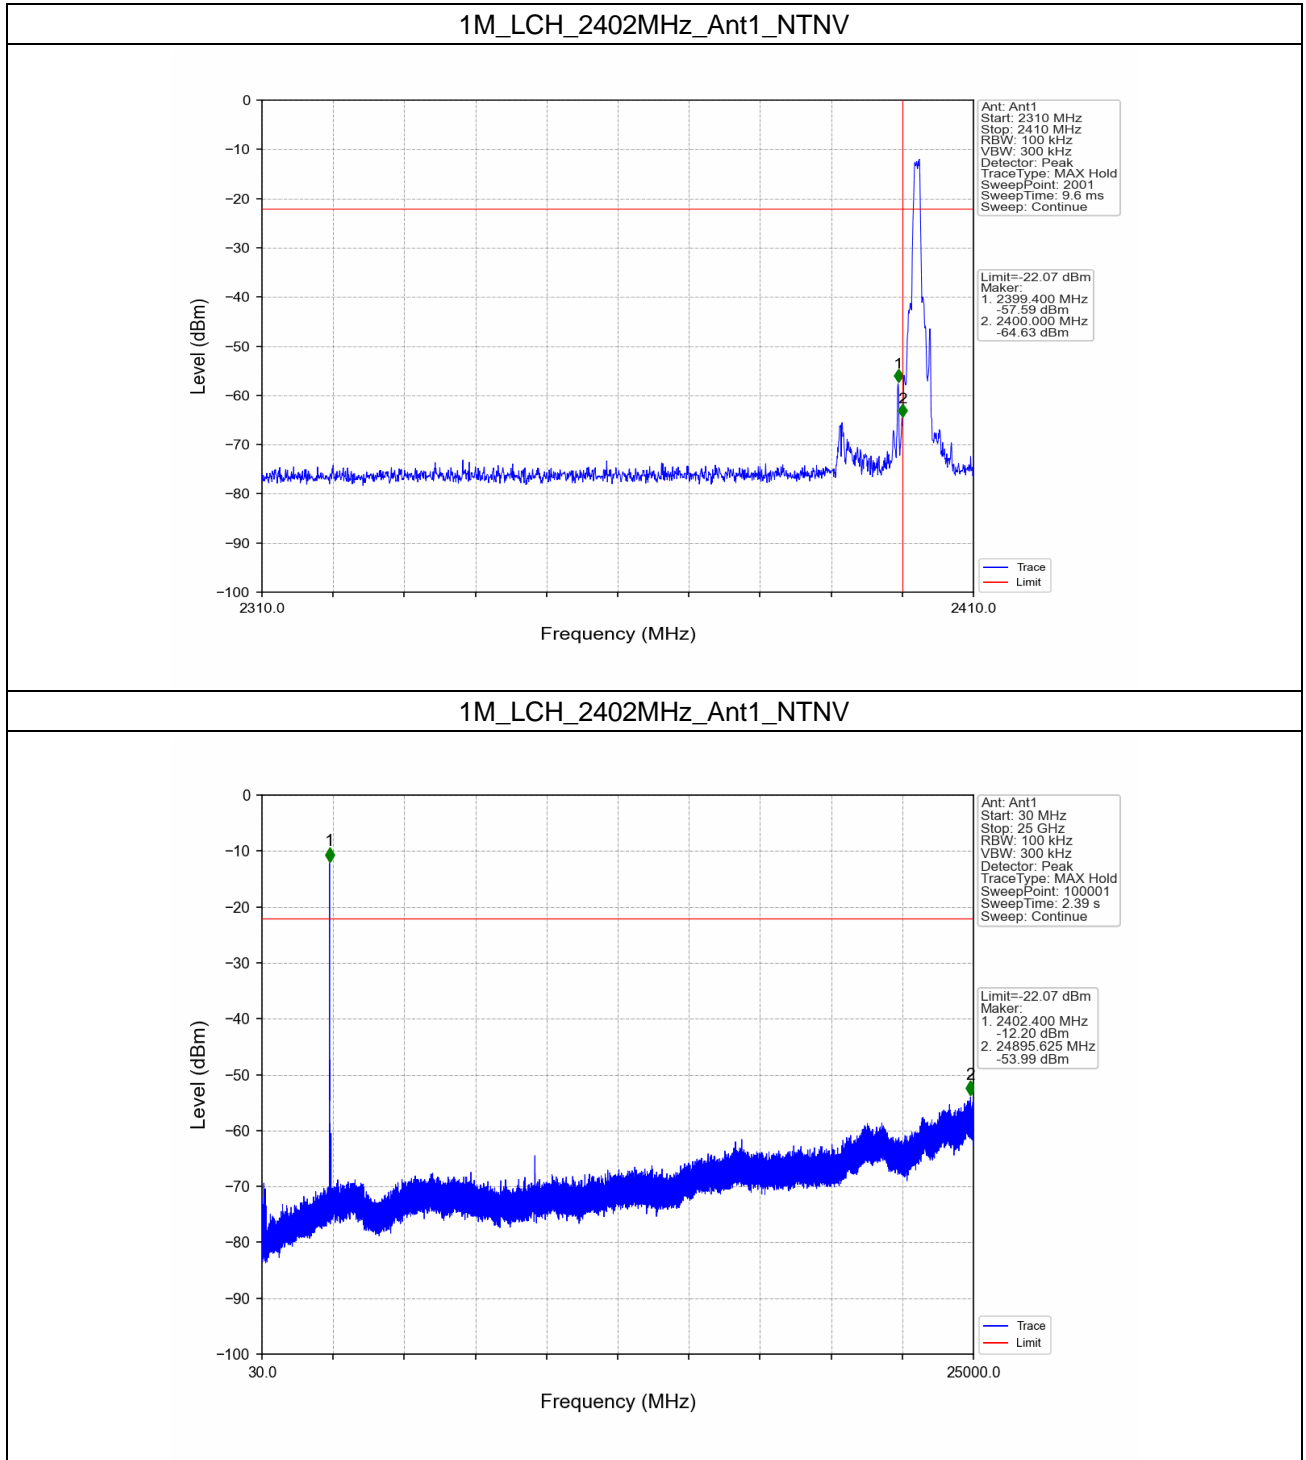 1M_LCH_2402MHz_Ant1_NTNV
0
−10
−20
−30
−40
−50
−60
−70
−80
−90
−100
Level (dBm)
2310.0
2410.0
Frequency (MHz)
1
2
Ant: Ant1
Start: 2310 MHz
Stop: 2410 MHz
RBW: 100 kHz
VBW: 300 kHz
Detector: Peak
TraceType: MAX Hold
SweepPoint: 2001
SweepTime: 9.6 ms
Sweep: Continue
Limit=-22.07 dBm
Maker:
1. 2399.400 MHz
-57.59 dBm
2. 2400.000 MHz
-64.63 dBm
Trace
Limit
1M_LCH_2402MHz_Ant1_NTNV
0
−10
−20
−30
−40
−50
−60
−70
−80
−90
−100
Level (dBm)
30.0
25000.0
Frequency (MHz)
1
2
Ant: Ant1
Start: 30 MHz
Stop: 25 GHz
RBW: 100 kHz
VBW: 300 kHz
Detector: Peak
TraceType: MAX Hold
SweepPoint: 100001
SweepTime: 2.39 s
Sweep: Continue
Limit=-22.07 dBm
Maker:
1. 2402.400 MHz
-12.20 dBm
2. 24895.625 MHz
-53.99 dBm
Trace
Limit